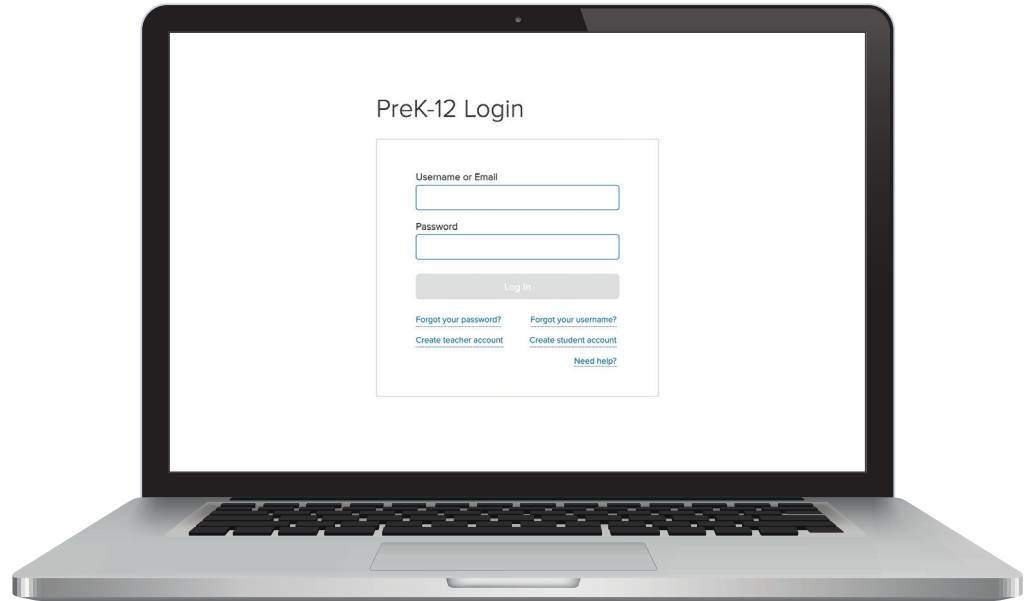 PreK-12 Login
Username or Email
Password
Log In
Forgot your password? Forgot your username?
Create teacher account Create student account
Need help?